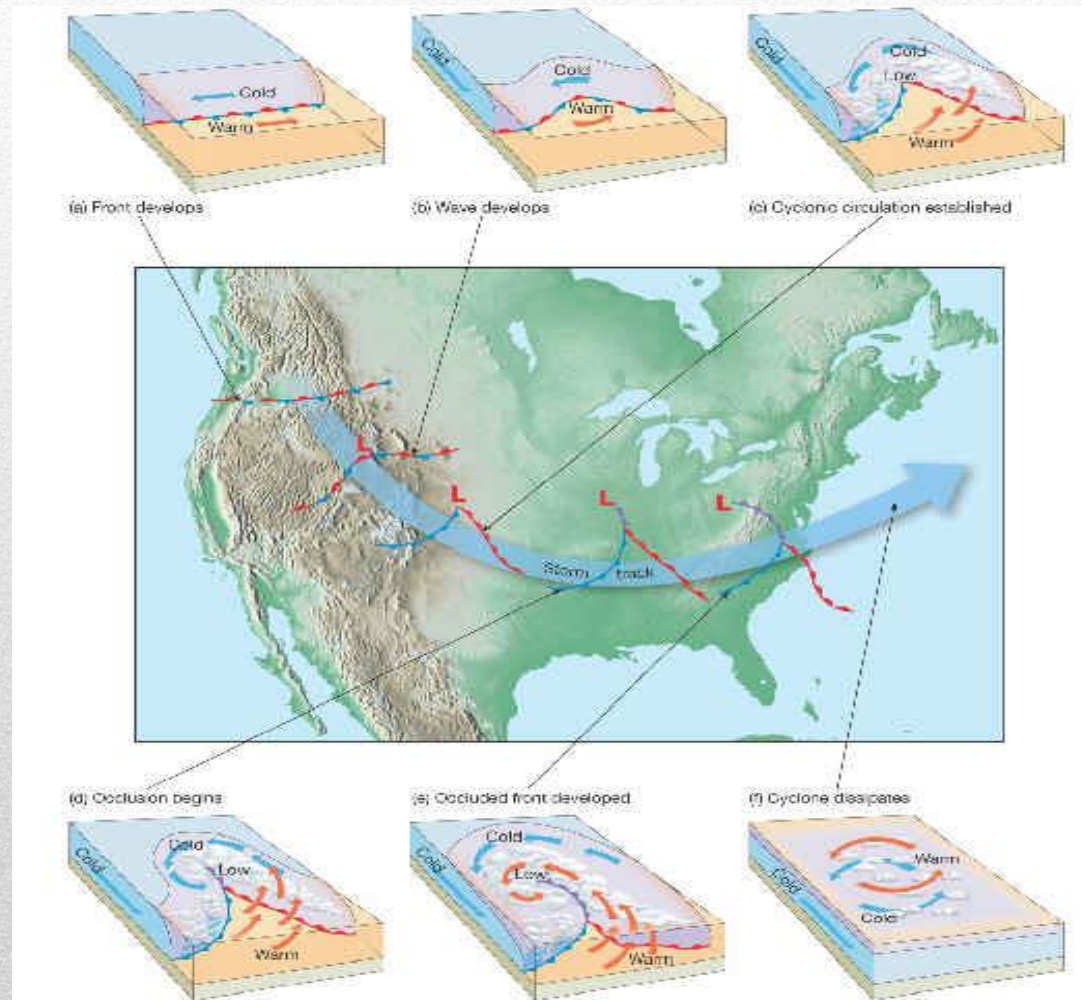 Cold
Cold
Warm
Cold
Cold
Warm
Cold
Cold
Low
Warm
(a) Front develops
(b) Wave develops
(c) Cyclonic circulation established
L
L
L
L
Storm track
(d) Occlusion begins
(e) Occluded front developed
(f) Cyclone dissipates
Cold
Cold
Low
Warm
Cold
Cold
Low
Warm
Cold
Warm
Cold